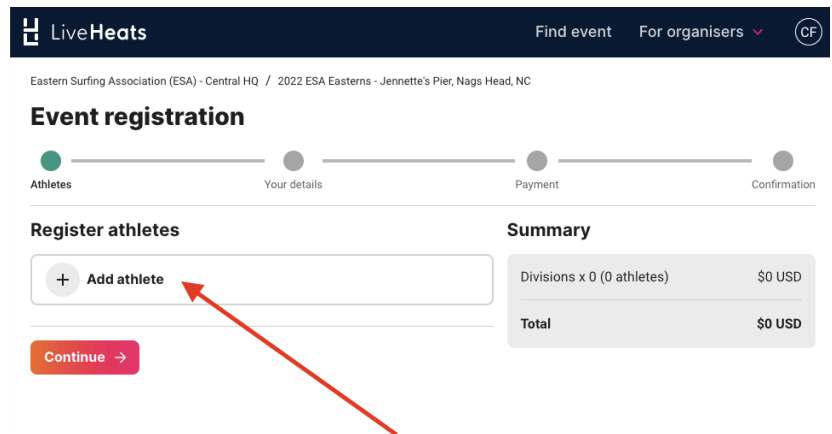 LiveHeats Find event For organisers CF
Eastern Surfing Association (ESA) - Central HQ / 2022 ESA Easterns - Jennette's Pier, Nags Head, NC
Event registration
Athletes Your details Payment Confirmation
Register athletes
+ Add athlete
Continue →
Summary
Divisions x 0 (0 athletes) $0 USD
Total $0 USD